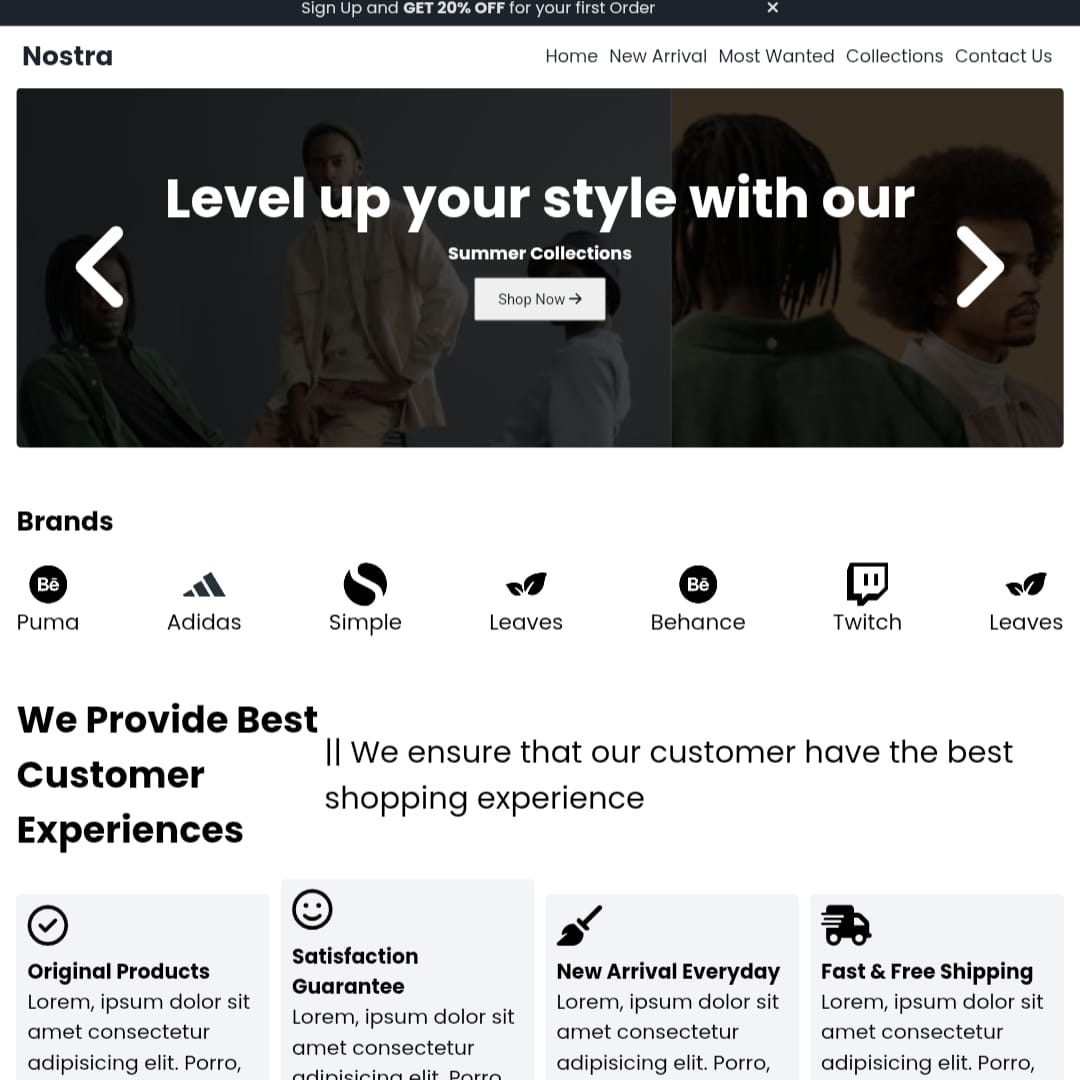 Sign Up and GET 20% OFF for your first Order ✕
Nostra
Home New Arrival Most Wanted Collections Contact Us
Level up your style with our
Summer Collections
Shop Now →
Brands
Bē
Puma
Adidas
Simple
Leaves
Bē
Behance
Twitch
Leaves
We Provide Best
Customer
Experiences
|| We ensure that our customer have the best
shopping experience
Original Products
Lorem, ipsum dolor sit
amet consectetur
adipisicing elit. Porro,
Satisfaction
Guarantee
Lorem, ipsum dolor sit
amet consectetur
adipisicing elit. Porro,
New Arrival Everyday
Lorem, ipsum dolor sit
amet consectetur
adipisicing elit. Porro,
Fast & Free Shipping
Lorem, ipsum dolor sit
amet consectetur
adipisicing elit. Porro,